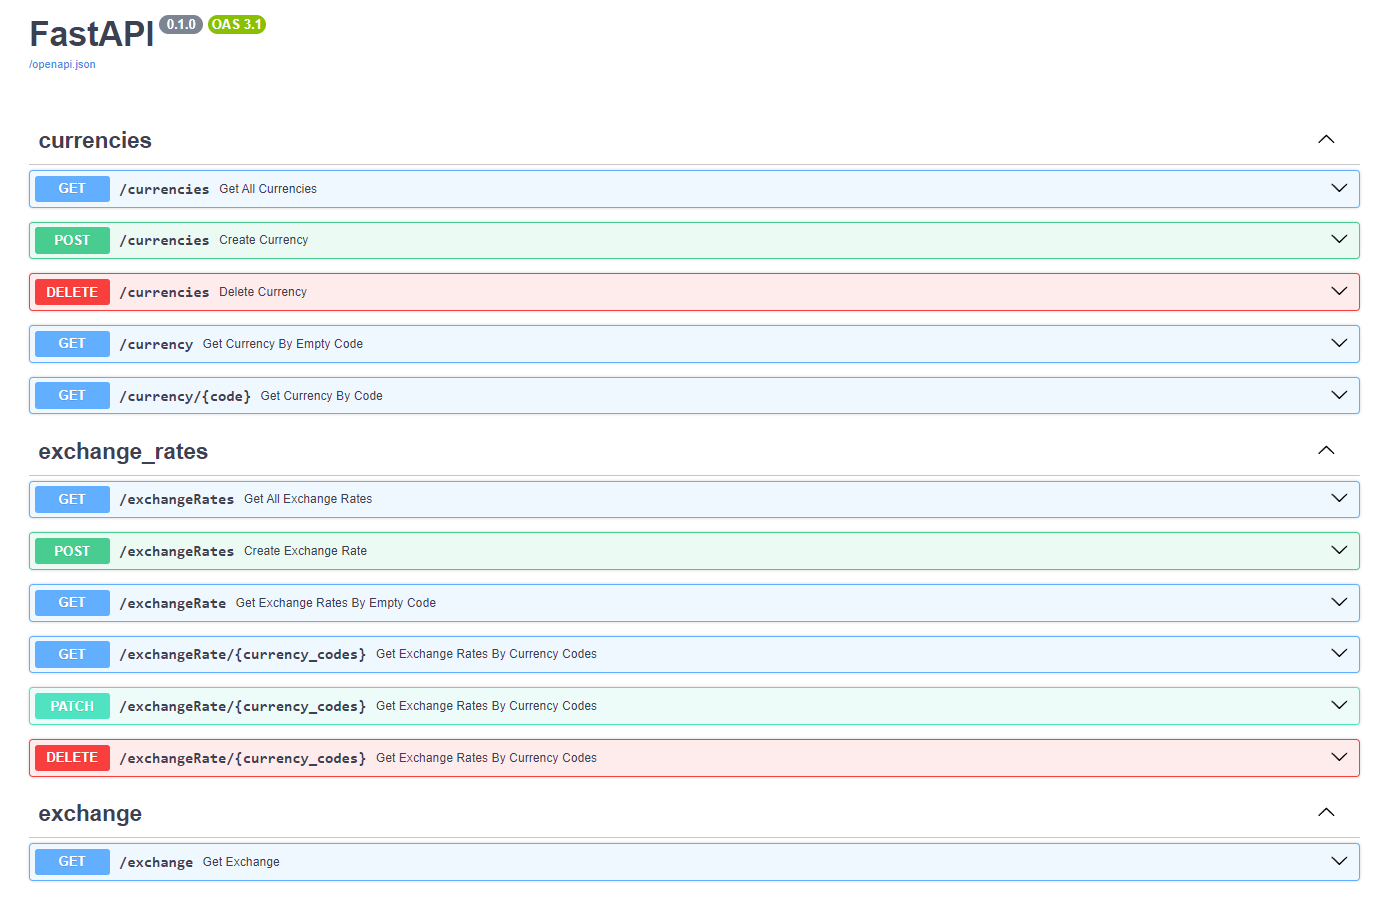 FastAPI 0.1.0 OAS 3.1
/openapi.json
currencies
GET /currencies Get All Currencies
POST /currencies Create Currency
DELETE /currencies Delete Currency
GET /currency Get Currency By Empty Code
GET /currency/{code} Get Currency By Code
exchange_rates
GET /exchangeRates Get All Exchange Rates
POST /exchangeRates Create Exchange Rate
GET /exchangeRate Get Exchange Rates By Empty Code
GET /exchangeRate/{currency_codes} Get Exchange Rates By Currency Codes
PATCH /exchangeRate/{currency_codes} Get Exchange Rates By Currency Codes
DELETE /exchangeRate/{currency_codes} Get Exchange Rates By Currency Codes
exchange
GET /exchange Get Exchange